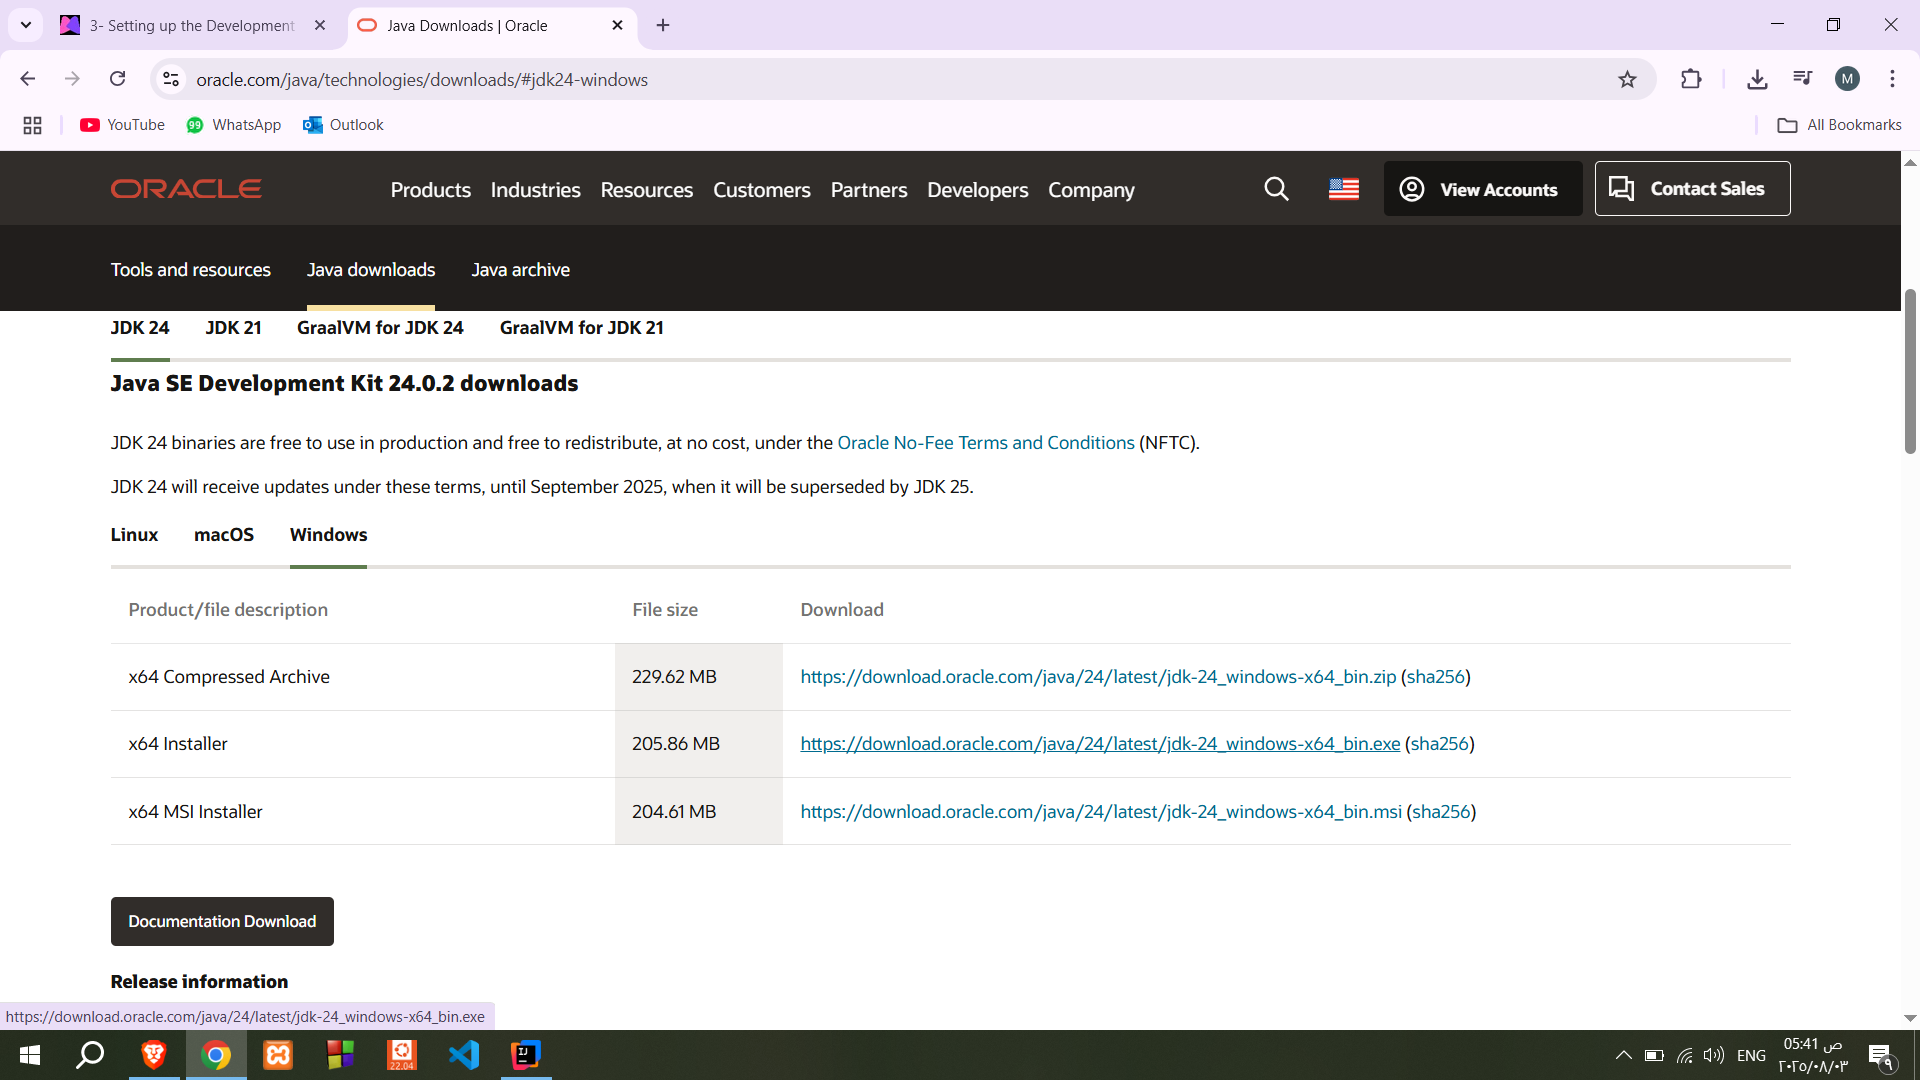 3- Setting up the Development
Java Downloads | Oracle
oracle.com/java/technologies/downloads/#jdk24-windows
M
YouTube
99
WhatsApp
Outlook
All Bookmarks
ORACLE
Products
Industries
Resources
Customers
Partners
Developers
Company
View Accounts
Contact Sales
Tools and resources
Java downloads
Java archive
JDK 24
JDK 21
GraalVM for JDK 24
GraalVM for JDK 21
Java SE Development Kit 24.0.2 downloads
JDK 24 binaries are free to use in production and free to redistribute, at no cost, under the Oracle No-Fee Terms and Conditions (NFTC).
JDK 24 will receive updates under these terms, until September 2025, when it will be superseded by JDK 25.
Linux
macOS
Windows
Product/file description
File size
Download
x64 Compressed Archive
229.62 MB
https://download.oracle.com/java/24/latest/jdk-24_windows-x64_bin.zip (sha256)
x64 Installer
205.86 MB
https://download.oracle.com/java/24/latest/jdk-24_windows-x64_bin.exe (sha256)
x64 MSI Installer
204.61 MB
https://download.oracle.com/java/24/latest/jdk-24_windows-x64_bin.msi (sha256)
Documentation Download
Release information
https://download.oracle.com/java/24/latest/jdk-24_windows-x64_bin.exe
22.04
IJ
ENG
05:41 ص
٢٠٢٥/٠٨/٠٣
٩